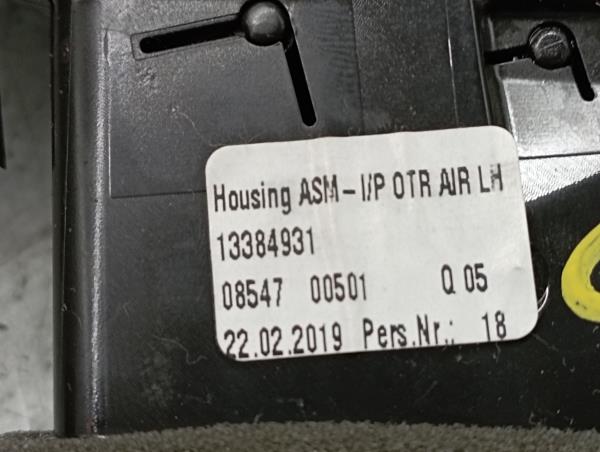 Housing ASM - I/P OTR AIR LH
13384931
08547 00501 Q 05
22.02.2019 Pers.Nr.: 18